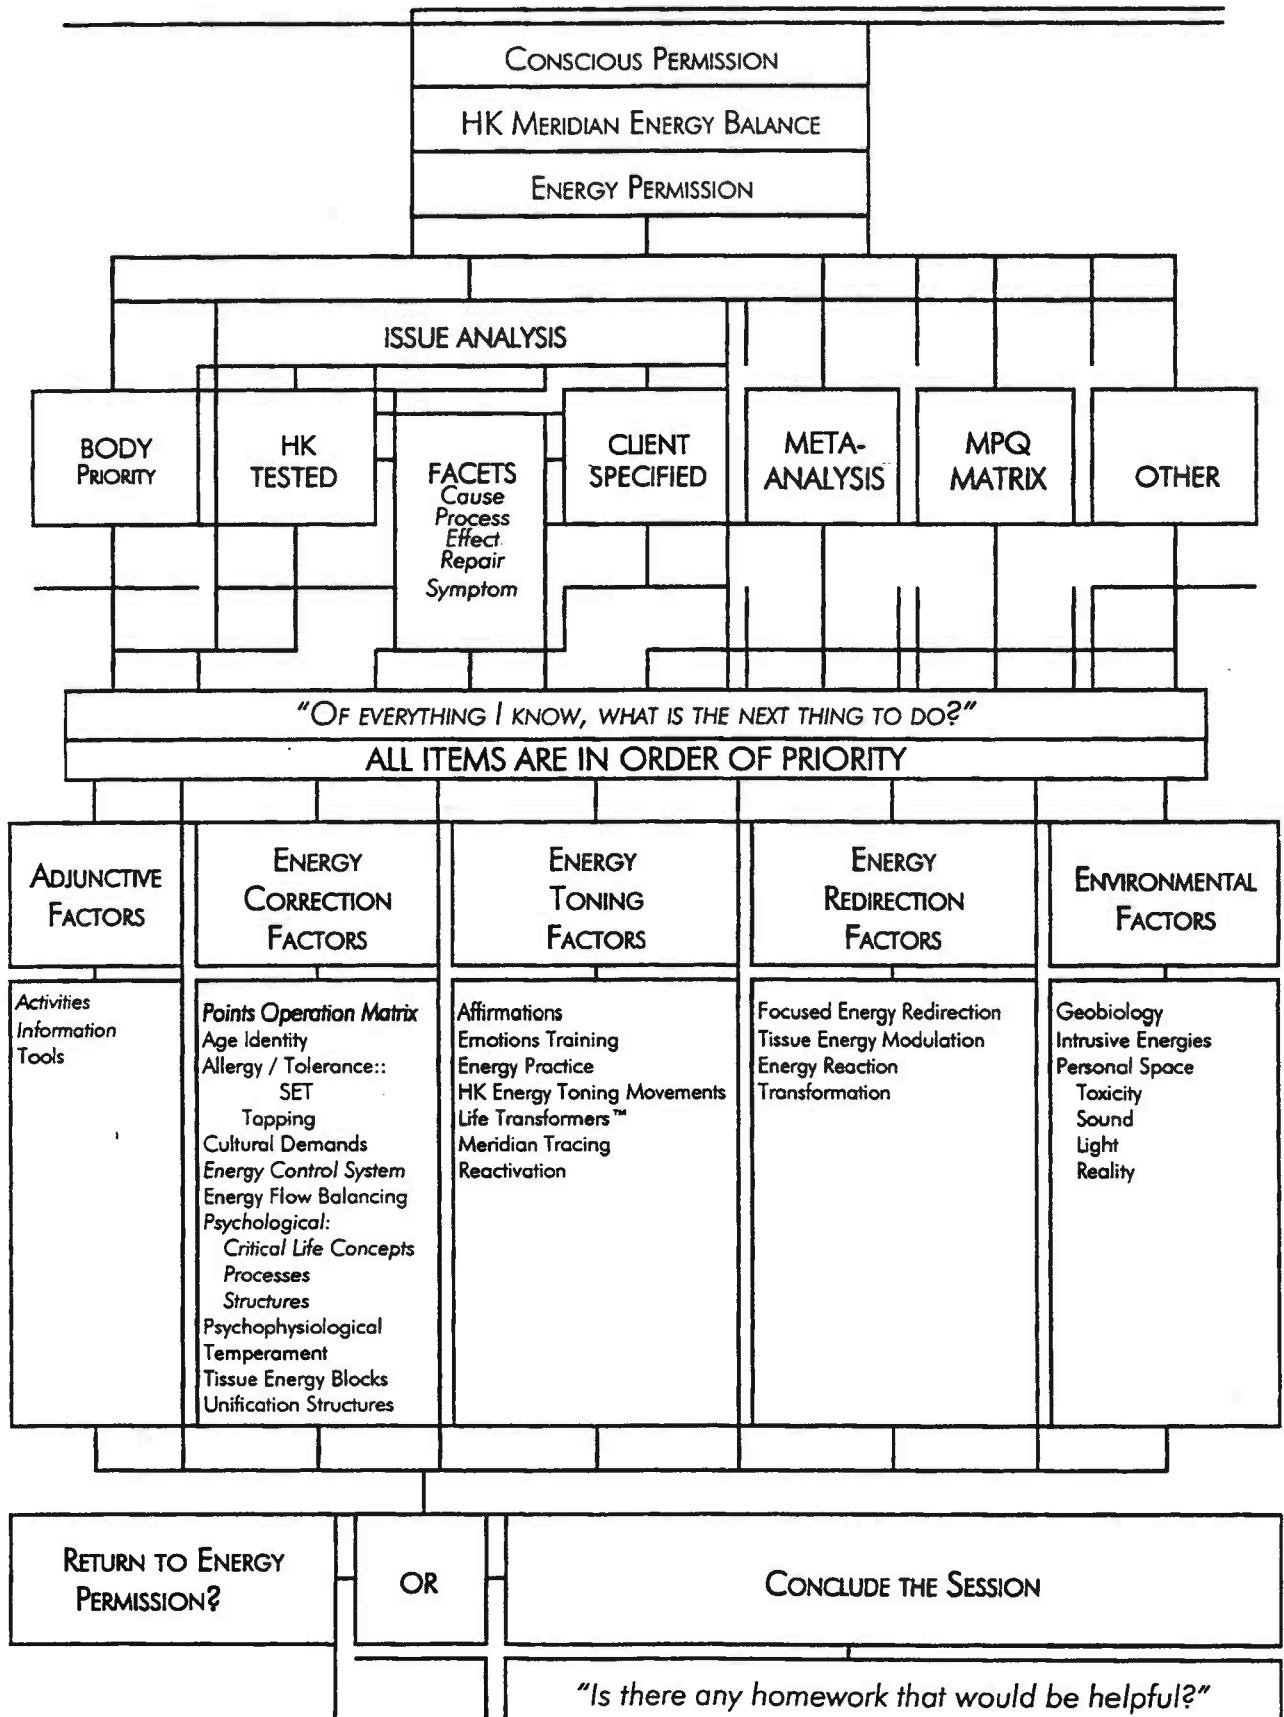 CONSCIOUS PERMISSION
HK MERIDIAN ENERGY BALANCE
ENERGY PERMISSION
ISSUE ANALYSIS
BODY
PRIORITY
HK
TESTED
FACETS
Cause
Process
Effect
Repair
Symptom
CLIENT
SPECIFIED
META-
ANALYSIS
MPQ
MATRIX
OTHER
"OF EVERYTHING I KNOW, WHAT IS THE NEXT THING TO DO?"
ALL ITEMS ARE IN ORDER OF PRIORITY
ADJUNCTIVE
FACTORS
ENERGY
CORRECTION
FACTORS
ENERGY
TONING
FACTORS
ENERGY
REDIRECTION
FACTORS
ENVIRONMENTAL
FACTORS
Activities
Information
Tools
Points Operation Matrix
Age Identity
Allergy / Tolerance::
SET
Tapping
Cultural Demands
Energy Control System
Energy Flow Balancing
Psychological:
Critical Life Concepts
Processes
Structures
Psychophysiological
Temperament
Tissue Energy Blocks
Unification Structures
Affirmations
Emotions Training
Energy Practice
HK Energy Toning Movements
Life Transformers™
Meridian Tracing
Reactivation
Focused Energy Redirection
Tissue Energy Modulation
Energy Reaction
Transformation
Geobiology
Intrusive Energies
Personal Space
Toxicity
Sound
Light
Reality
RETURN TO ENERGY
PERMISSION?
OR
CONCLUDE THE SESSION
"Is there any homework that would be helpful?"